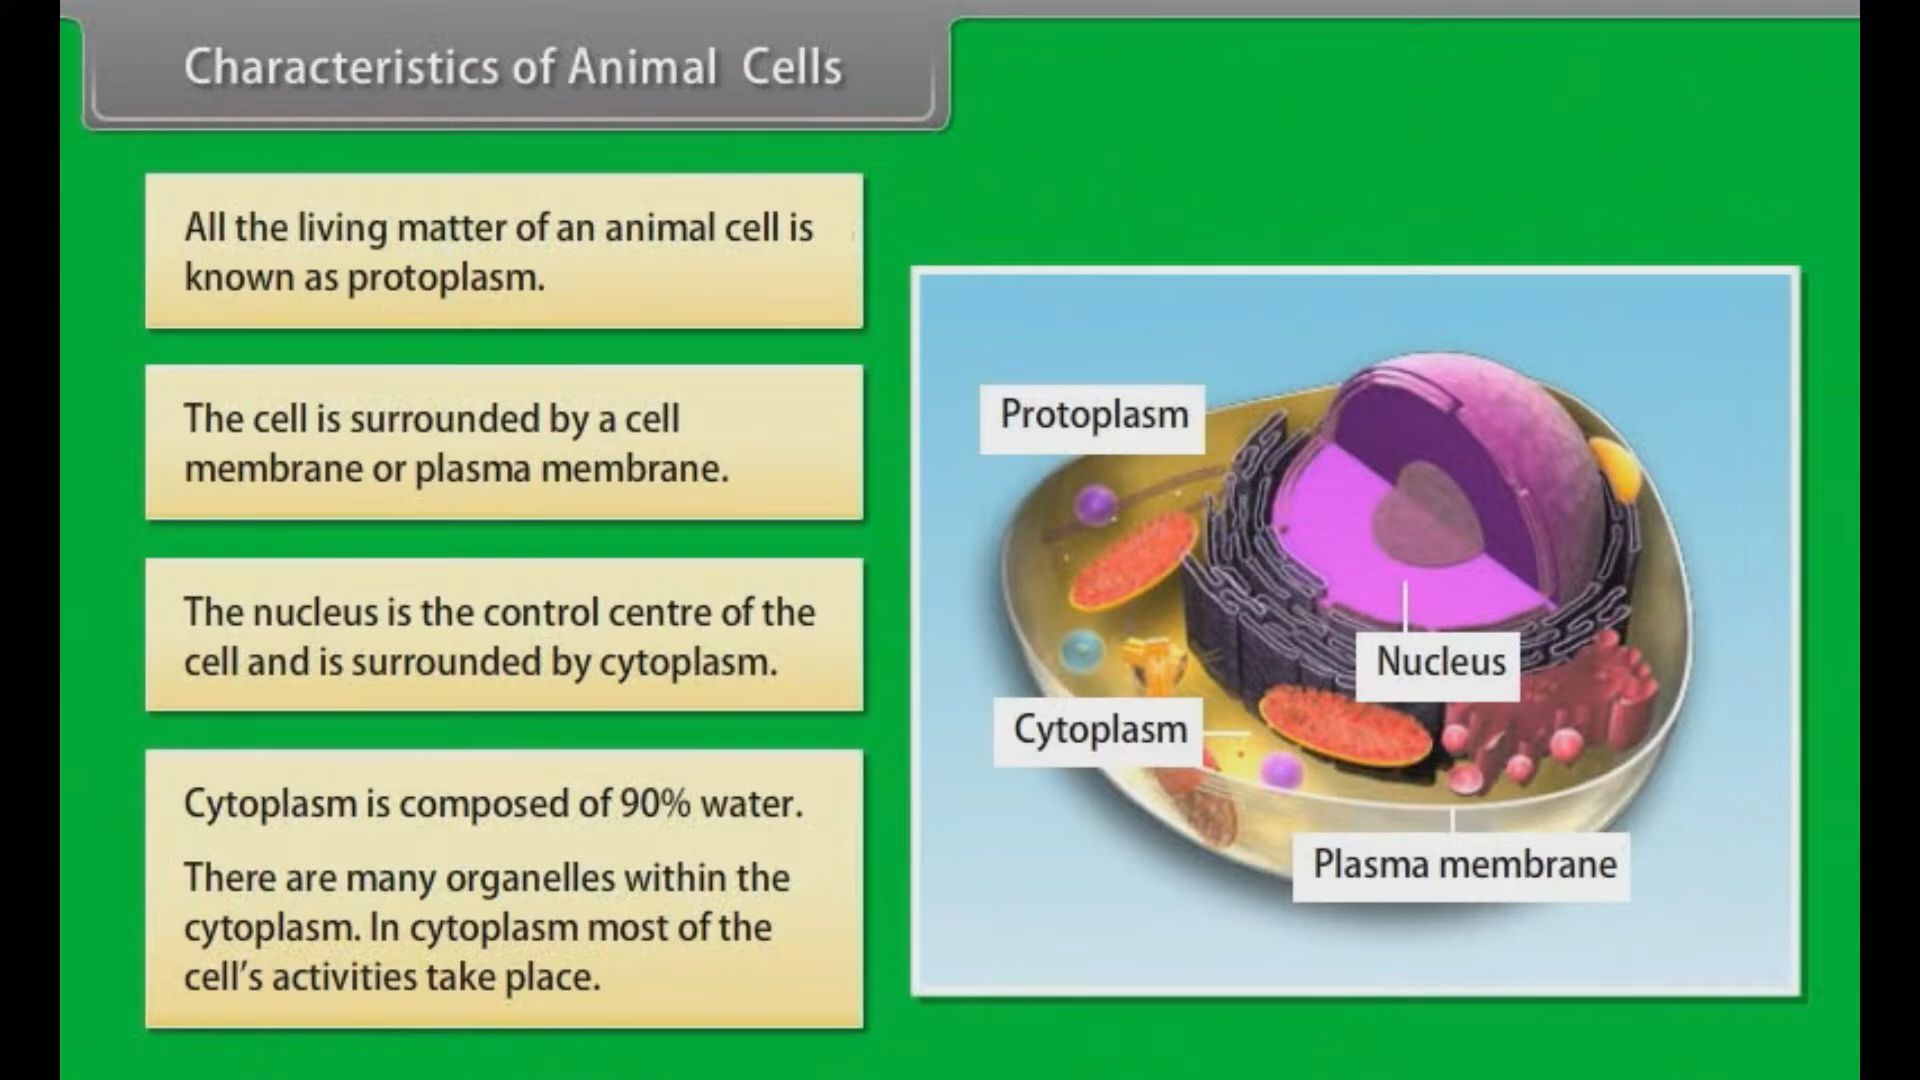 Characteristics of Animal Cells
All the living matter of an animal cell is
known as protoplasm.
The cell is surrounded by a cell
membrane or plasma membrane.
The nucleus is the control centre of the
cell and is surrounded by cytoplasm.
Cytoplasm is composed of 90% water.
There are many organelles within the
cytoplasm. In cytoplasm most of the
cell's activities take place.
Protoplasm
Nucleus
Cytoplasm
Plasma membrane